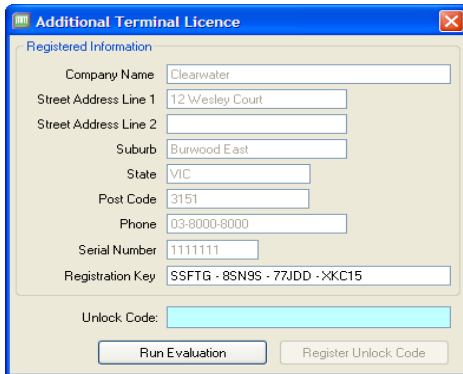 Additional Terminal Licence
Registered Information
Company Name Clearwater
Street Address Line 1 12 Wesley Court
Street Address Line 2
Suburb Burwood East
State VIC
Post Code 3151
Phone 03-8000-8000
Serial Number 1111111
Registration Key SSFTG - 8SN9S - 77JDD - XKC15
Unlock Code:
Run Evaluation Register Unlock Code